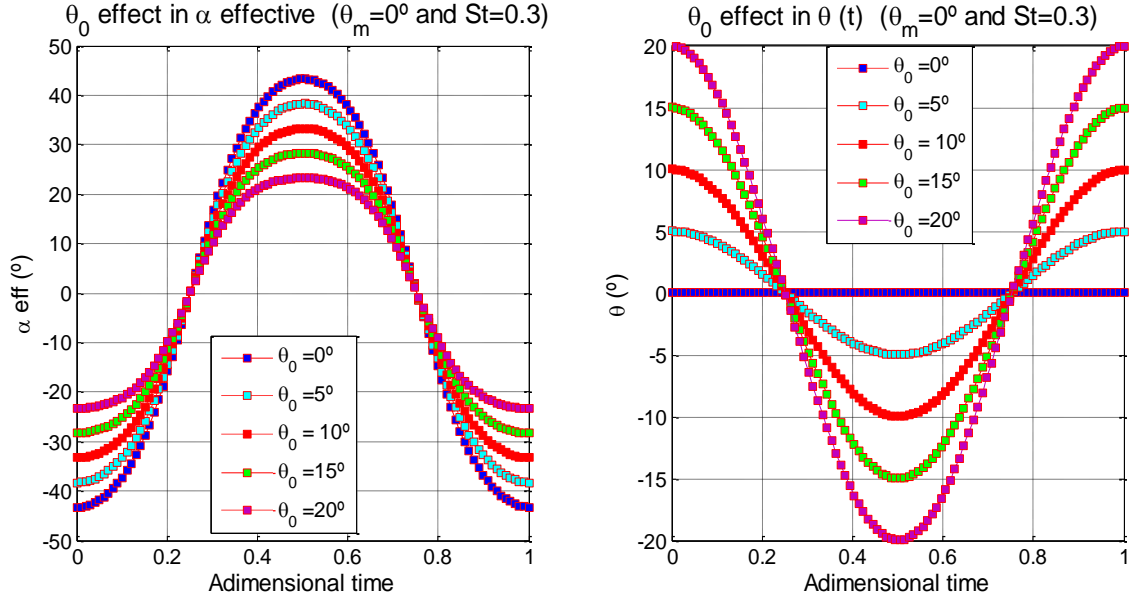 θ0 effect in α effective (θm=0º and St=0.3)
50
40
30
20
10
0
-10
-20
-30
-40
-50
α eff (º)
θ0 =0º
θ0 =5º
θ0 = 10º
θ0 =15º
θ0 =20º
0 0.2 0.4 0.6 0.8 1
Adimensional time
θ0 effect in θ (t) (θm=0º and St=0.3)
20
15
10
5
0
-5
-10
-15
-20
θ (º)
θ0 =0º
θ0 =5º
θ0 = 10º
θ0 =15º
θ0 =20º
0 0.2 0.4 0.6 0.8 1
Adimensional time